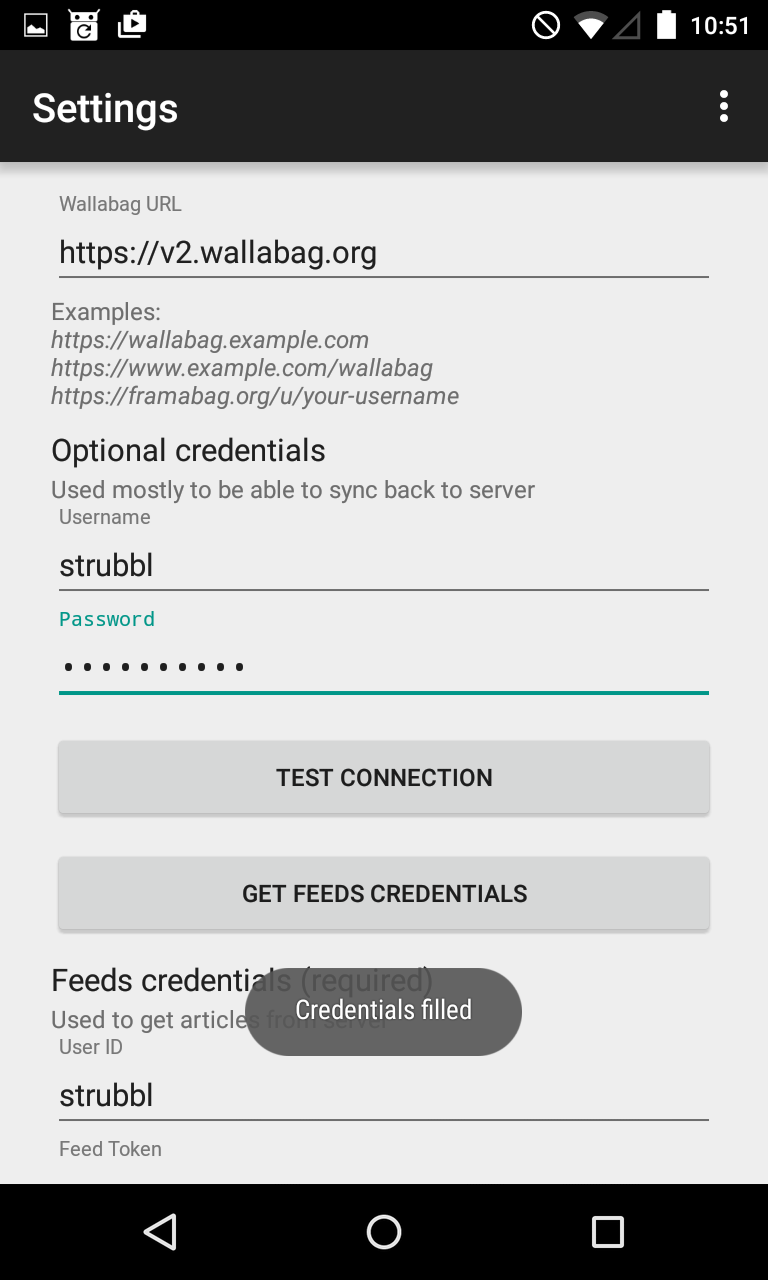 10:51
Settings
Wallabag URL
https://v2.wallabag.org
Examples:
https://wallabag.example.com
https://www.example.com/wallabag
https://framabag.org/u/your-username
Optional credentials
Used mostly to be able to sync back to server
Username
strubbl
Password
••••••••••
TEST CONNECTION
GET FEEDS CREDENTIALS
Feeds credentials (required)
Credentials filled
Used to get articles from server
User ID
strubbl
Feed Token